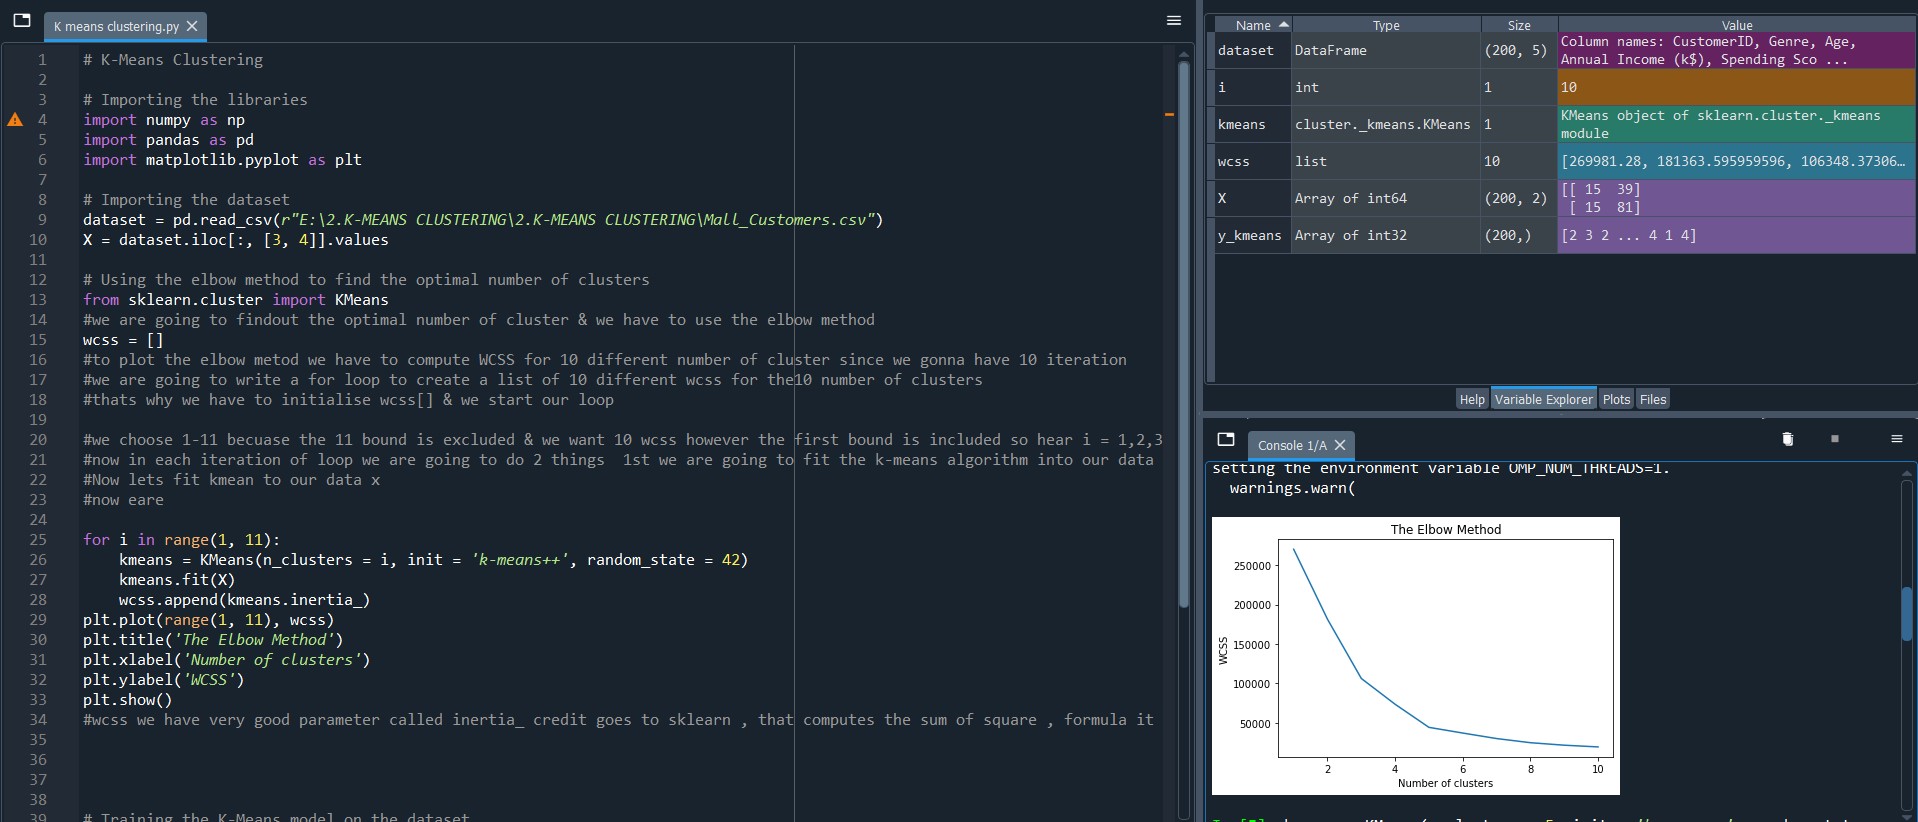 K means clustering.py
1 # K-Means Clustering
2
3 # Importing the libraries
4 import numpy as np
5 import pandas as pd
6 import matplotlib.pyplot as plt
7
8 # Importing the dataset
9 dataset = pd.read_csv(r"E:\2.K-MEANS CLUSTERING\2.K-MEANS CLUSTERING\Mall_Customers.csv")
10 X = dataset.iloc[:, [3, 4]].values
11
12 # Using the elbow method to find the optimal number of clusters
13 from sklearn.cluster import KMeans
14 #we are going to findout the optimal number of cluster & we have to use the elbow method
15 wcss = []
16 #to plot the elbow metod we have to compute WCSS for 10 different number of cluster since we gonna have 10 iteration
17 #we are going to write a for loop to create a list of 10 different wcss for the10 number of clusters
18 #thats why we have to initialise wcss[] & we start our loop
19
20 #we choose 1-11 becuase the 11 bound is excluded & we want 10 wcss however the first bound is included so hear i = 1,2,3
21 #now in each iteration of loop we are going to do 2 things  1st we are going to fit the k-means algorithm into our data
22 #Now lets fit kmean to our data x
23 #now eare
24
25 for i in range(1, 11):
26     kmeans = KMeans(n_clusters = i, init = 'k-means++', random_state = 42)
27     kmeans.fit(X)
28     wcss.append(kmeans.inertia_)
29 plt.plot(range(1, 11), wcss)
30 plt.title('The Elbow Method')
31 plt.xlabel('Number of clusters')
32 plt.ylabel('WCSS')
33 plt.show()
34 #wcss we have very good parameter called inertia_ credit goes to sklearn , that computes the sum of square , formula it
35
36
37
38
39 # Training the K-Means model on the dataset
Name Type Size Value
dataset DataFrame (200, 5) Column names: CustomerID, Genre, Age,
Annual Income (k$), Spending Sco ...
i int 1 10
kmeans cluster._kmeans.KMeans 1 KMeans object of sklearn.cluster._kmeans
module
wcss list 10 [269981.28, 181363.595959596, 106348.37306…
X Array of int64 (200, 2) [[ 15  39]
[ 15  81]
y_kmeans Array of int32 (200,) [2 3 2 ... 4 1 4]
Help Variable Explorer Plots Files
Console 1/A
setting the environment variable OMP_NUM_THREADS=1.
warnings.warn(
The Elbow Method
250000
200000
150000
100000
50000
WCSS
2 4 6 8 10
Number of clusters